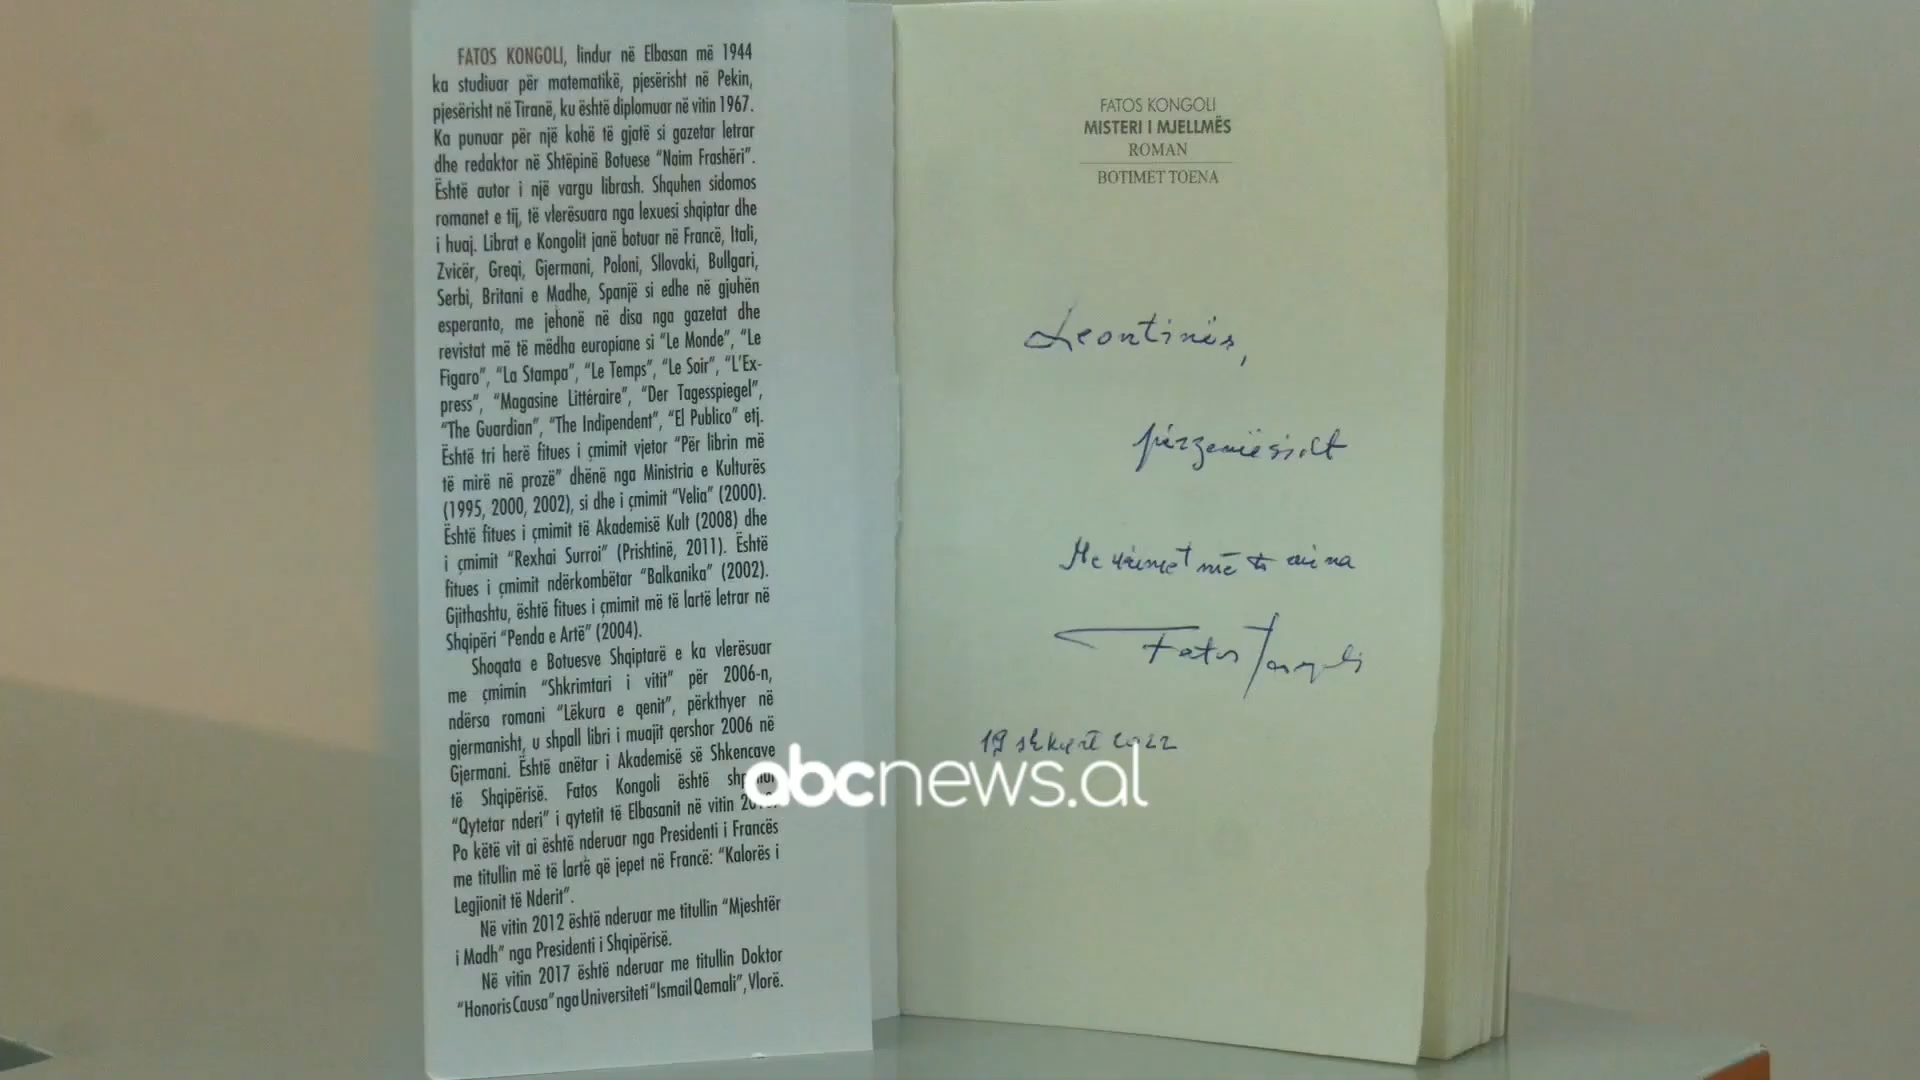 FATOS KONGOLI, lindur në Elbasan më 1944
ka studiuar për matematikë, pjesërisht në Pekin,
pjesërisht në Tiranë, ku është diplomuar në vitin 1967.
Ka punuar për një kohë të gjatë si gazetar letrar
dhe redaktor në Shtëpinë Botuese “Naim Frashëri”.
Është autor i një vargu librash. Shquhen sidomos
romanet e tij, të vlerësuara nga lexuesi shqiptar dhe
i huaj. Librat e Kongolit janë botuar në Francë, Itali,
Zvicër, Greqi, Gjermani, Poloni, Sllovaki, Bullgari,
Serbi, Britani e Madhe, Spanjë si edhe në gjuhën
esperanto, me jehonë në disa nga gazetat dhe
revistat më të mëdha europiane si “Le Monde”, “Le
Figaro”, “La Stampa”, “Le Temps”, “Le Soir”, “L’Ex-
press”, “Magasine Littéraire”, “Der Tagesspiegel”,
“The Guardian”, “The Indipendent”, “El Publico” etj.
Është tri herë fitues i çmimit vjetor “Për librin më
të mirë në prozë” dhënë nga Ministria e Kulturës
(1995, 2000, 2002), si dhe i çmimit “Velia” (2000).
Është fitues i çmimit të Akademisë Kult (2008) dhe
i çmimit “Rexhai Surroi” (Prishtinë, 2011). Është
fitues i çmimit ndërkombëtar “Balkanika” (2002).
Gjithashtu, është fitues i çmimit më të lartë letrar në
Shqipëri “Penda e Artë” (2004).
Shoqata e Botuesve Shqiptarë e ka vlerësuar
me çmimin “Shkrimtari i vitit” për 2006-n,
ndërsa romani “Lëkura e qenit”, përkthyer në
gjermanisht, u shpall libri i muajit qershor 2006 në
Gjermani. Është anëtar i Akademisë së Shkencave
të Shqipërisë. Fatos Kongoli është
“Qytetar nderi” i qytetit të Elbasanit në vitin
Po këtë vit ai është nderuar nga Presidenti i Francës
me titullin më të lartë që jepet në Francë: “Kalorës i
Legjionit të Nderit”.
Në vitin 2012 është nderuar me titullin “Mjeshtër
i Madh” nga Presidenti i Shqipërisë.
Në vitin 2017 është nderuar me titullin Doktor
“Honoris Causa” nga Universiteti “Ismail Qemali”, Vlorë.
FATOS KONGOLI
MISTERI I MJELLMËS
ROMAN
BOTIMET TOENA
Leontinës,
përzemërsisht
Me urimet më të mira
Fatos Kongoli
19 shkurt 2022
abcnews.al